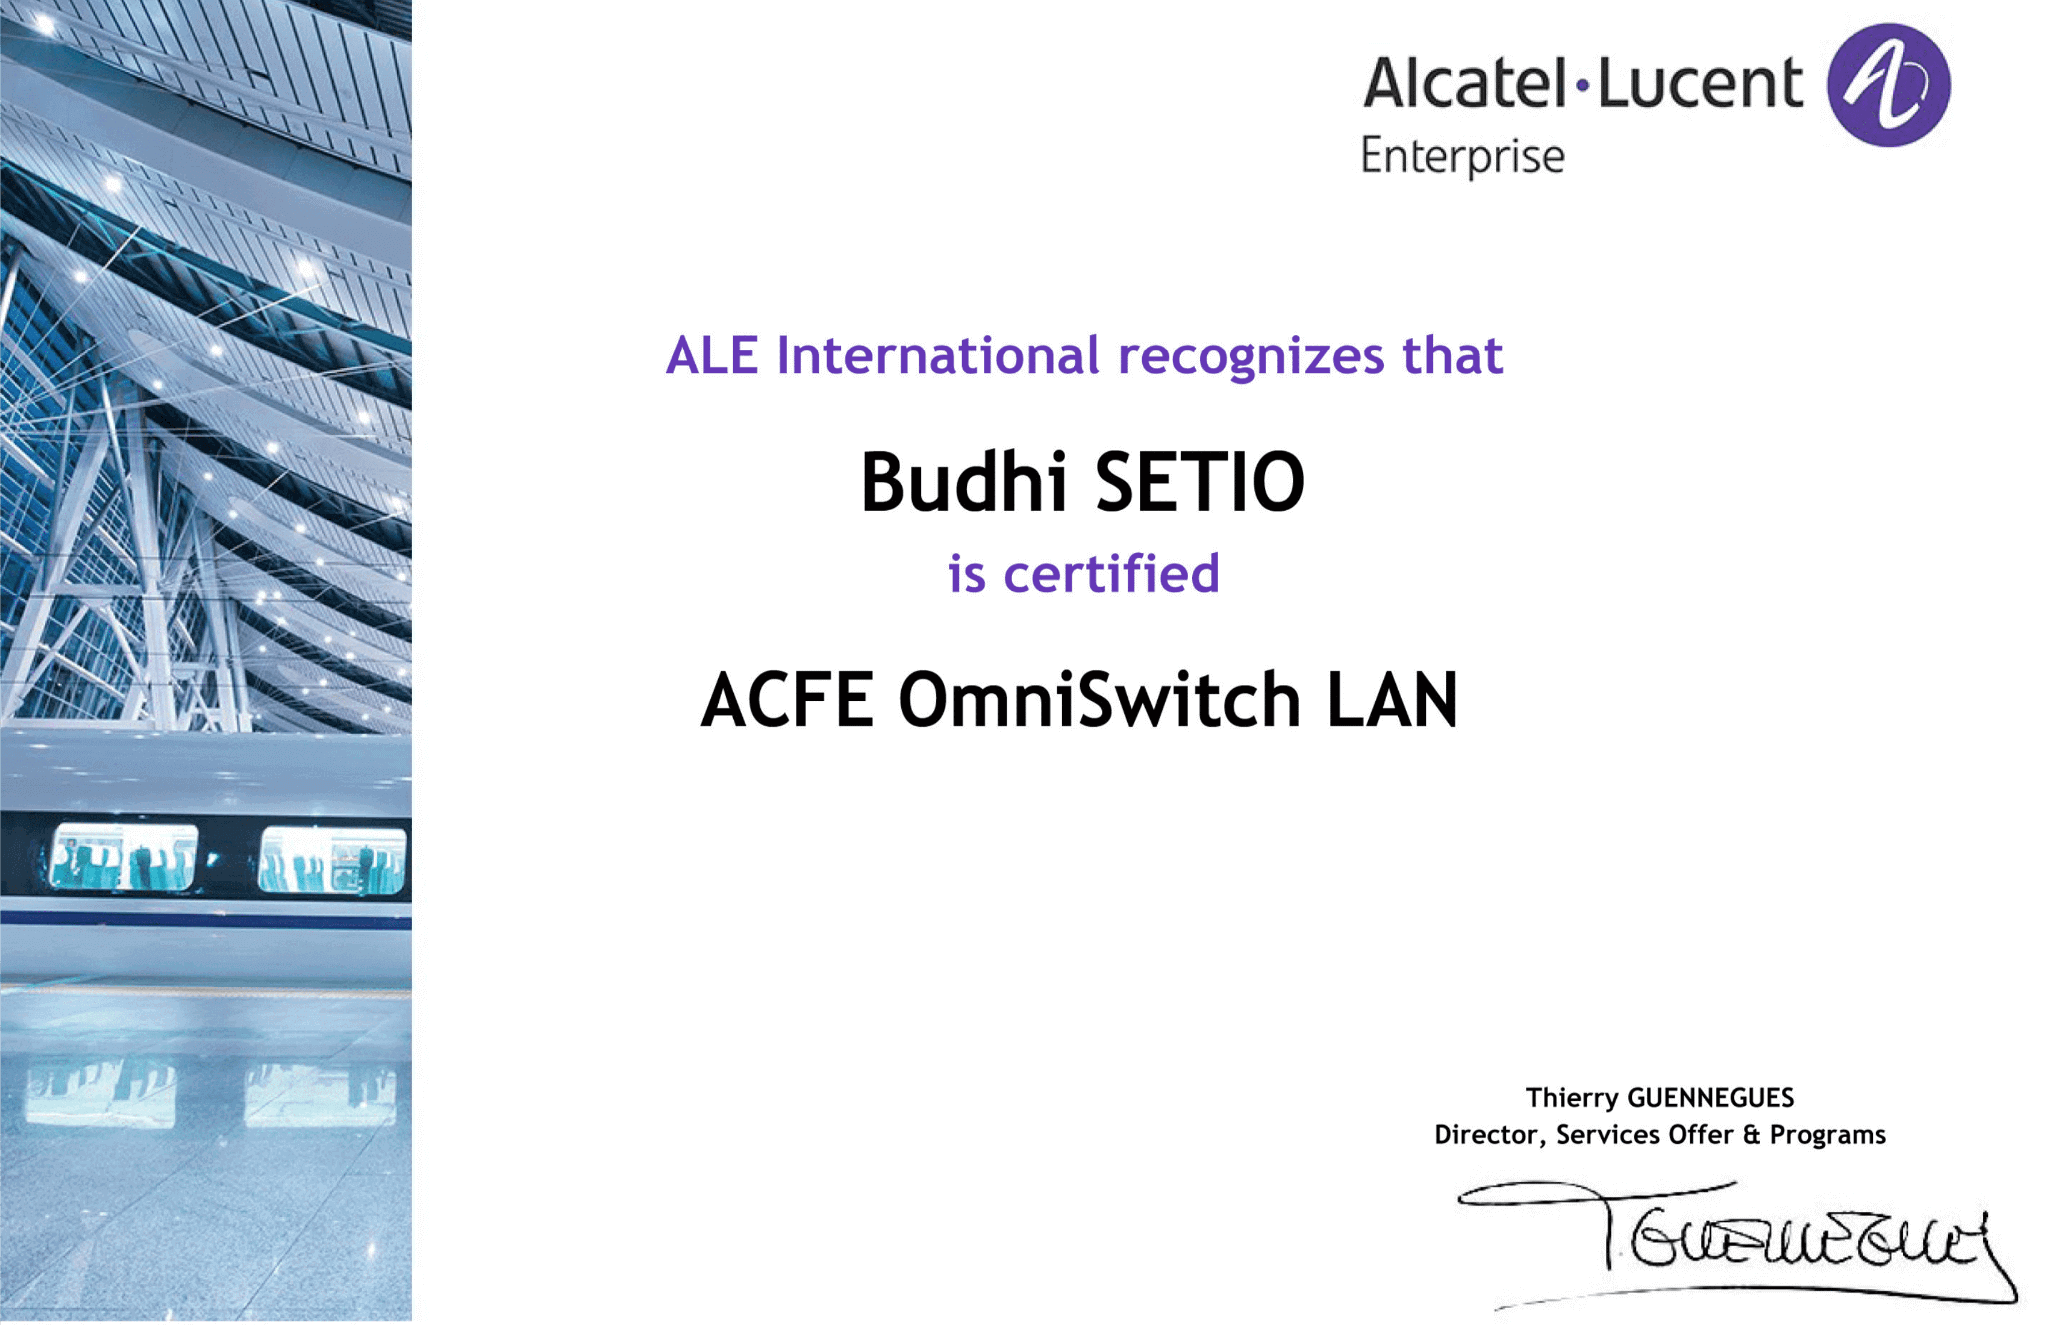 Alcatel·Lucent
Enterprise
ALE International recognizes that
Budhi SETIO
is certified
ACFE OmniSwitch LAN
Thierry GUENNEGUES
Director, Services Offer & Programs
T. GUENNEGUES